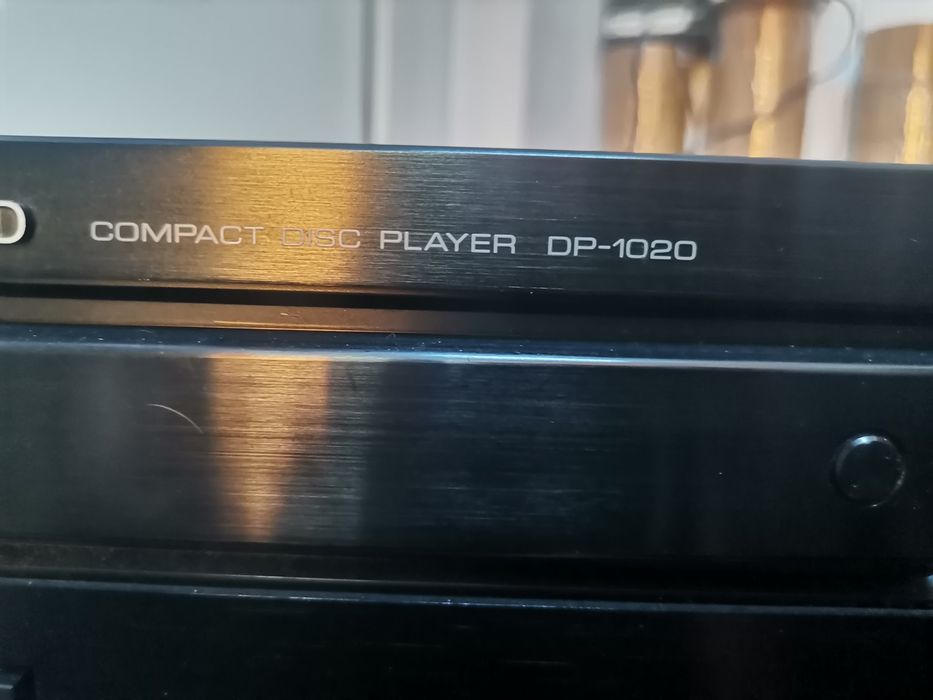 D COMPACT DISC PLAYER DP-1020